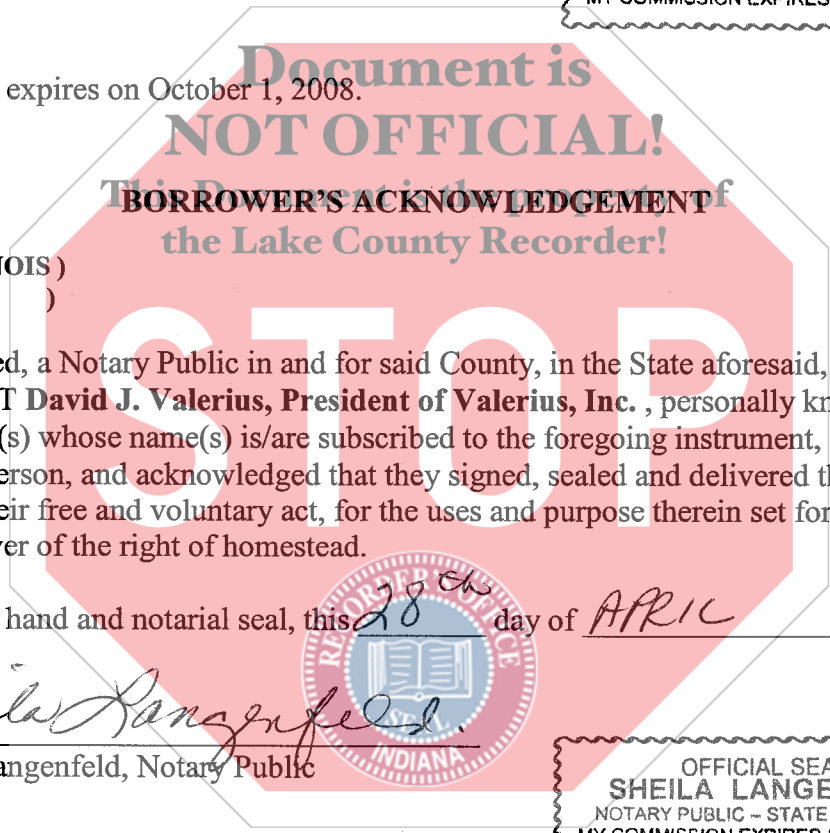 MY COMMISSION EXPIRES
Document is
expires on October 1, 2008.
NOT OFFICIAL!
This Document is the property of
BORROWER'S ACKNOWLEDGEMENT
the Lake County Recorder!
NOIS )
)
STOP
ed, a Notary Public in and for said County, in the State aforesaid,
T David J. Valerius, President of Valerius, Inc. , personally kn
(s) whose name(s) is/are subscribed to the foregoing instrument,
erson, and acknowledged that they signed, sealed and delivered th
eir free and voluntary act, for the uses and purpose therein set for
er of the right of homestead.
hand and notarial seal, this 28th day of APRIL
RECORDER'S OFFICE
SEAL
INDIANA
ila Langenfeld
angenfeld, Notary Public
OFFICIAL SEA
SHEILA LANGE
NOTARY PUBLIC – STATE
MY COMMISSION EXPIRES